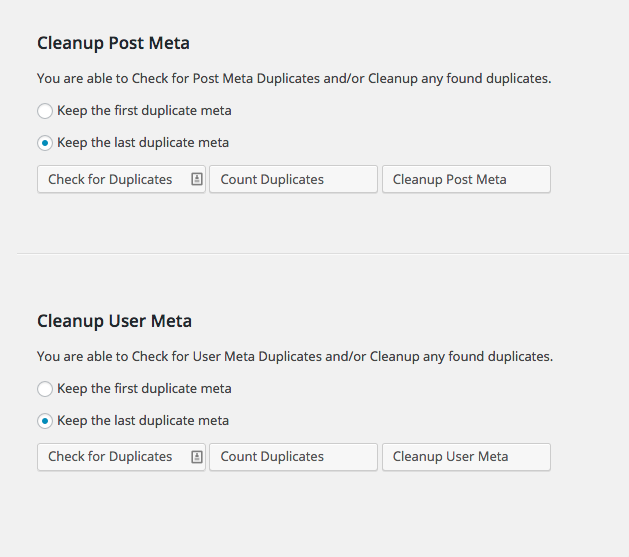 Cleanup Post Meta
You are able to Check for Post Meta Duplicates and/or Cleanup any found duplicates.
Keep the first duplicate meta
Keep the last duplicate meta
Check for Duplicates Count Duplicates Cleanup Post Meta
Cleanup User Meta
You are able to Check for User Meta Duplicates and/or Cleanup any found duplicates.
Keep the first duplicate meta
Keep the last duplicate meta
Check for Duplicates Count Duplicates Cleanup User Meta